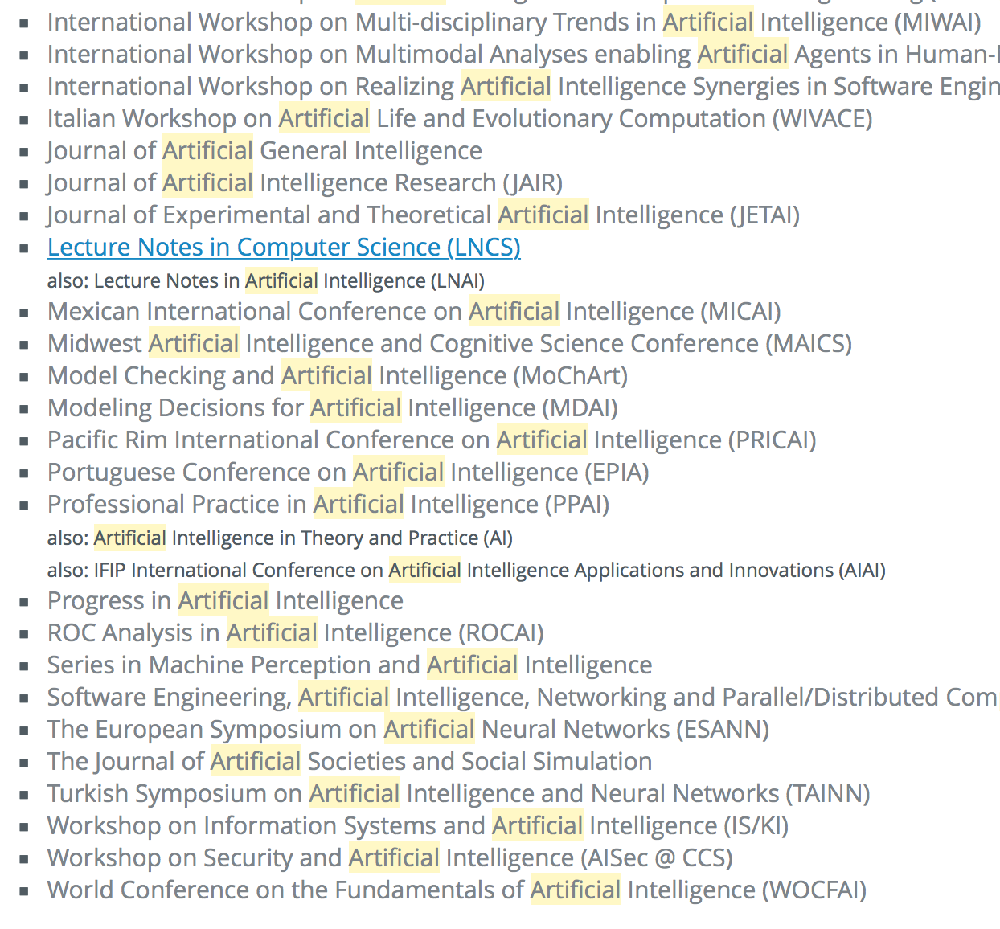 International Workshop on Multi-disciplinary Trends in Artificial Intelligence (MIWAI)
International Workshop on Multimodal Analyses enabling Artificial Agents in Human-
International Workshop on Realizing Artificial Intelligence Synergies in Software Engin
Italian Workshop on Artificial Life and Evolutionary Computation (WIVACE)
Journal of Artificial General Intelligence
Journal of Artificial Intelligence Research (JAIR)
Journal of Experimental and Theoretical Artificial Intelligence (JETAI)
Lecture Notes in Computer Science (LNCS)
also: Lecture Notes in Artificial Intelligence (LNAI)
Mexican International Conference on Artificial Intelligence (MICAI)
Midwest Artificial Intelligence and Cognitive Science Conference (MAICS)
Model Checking and Artificial Intelligence (MoChArt)
Modeling Decisions for Artificial Intelligence (MDAI)
Pacific Rim International Conference on Artificial Intelligence (PRICAI)
Portuguese Conference on Artificial Intelligence (EPIA)
Professional Practice in Artificial Intelligence (PPAI)
also: Artificial Intelligence in Theory and Practice (AI)
also: IFIP International Conference on Artificial Intelligence Applications and Innovations (AIAI)
Progress in Artificial Intelligence
ROC Analysis in Artificial Intelligence (ROCAI)
Series in Machine Perception and Artificial Intelligence
Software Engineering, Artificial Intelligence, Networking and Parallel/Distributed Com
The European Symposium on Artificial Neural Networks (ESANN)
The Journal of Artificial Societies and Social Simulation
Turkish Symposium on Artificial Intelligence and Neural Networks (TAINN)
Workshop on Information Systems and Artificial Intelligence (IS/KI)
Workshop on Security and Artificial Intelligence (AISec @ CCS)
World Conference on the Fundamentals of Artificial Intelligence (WOCFAI)